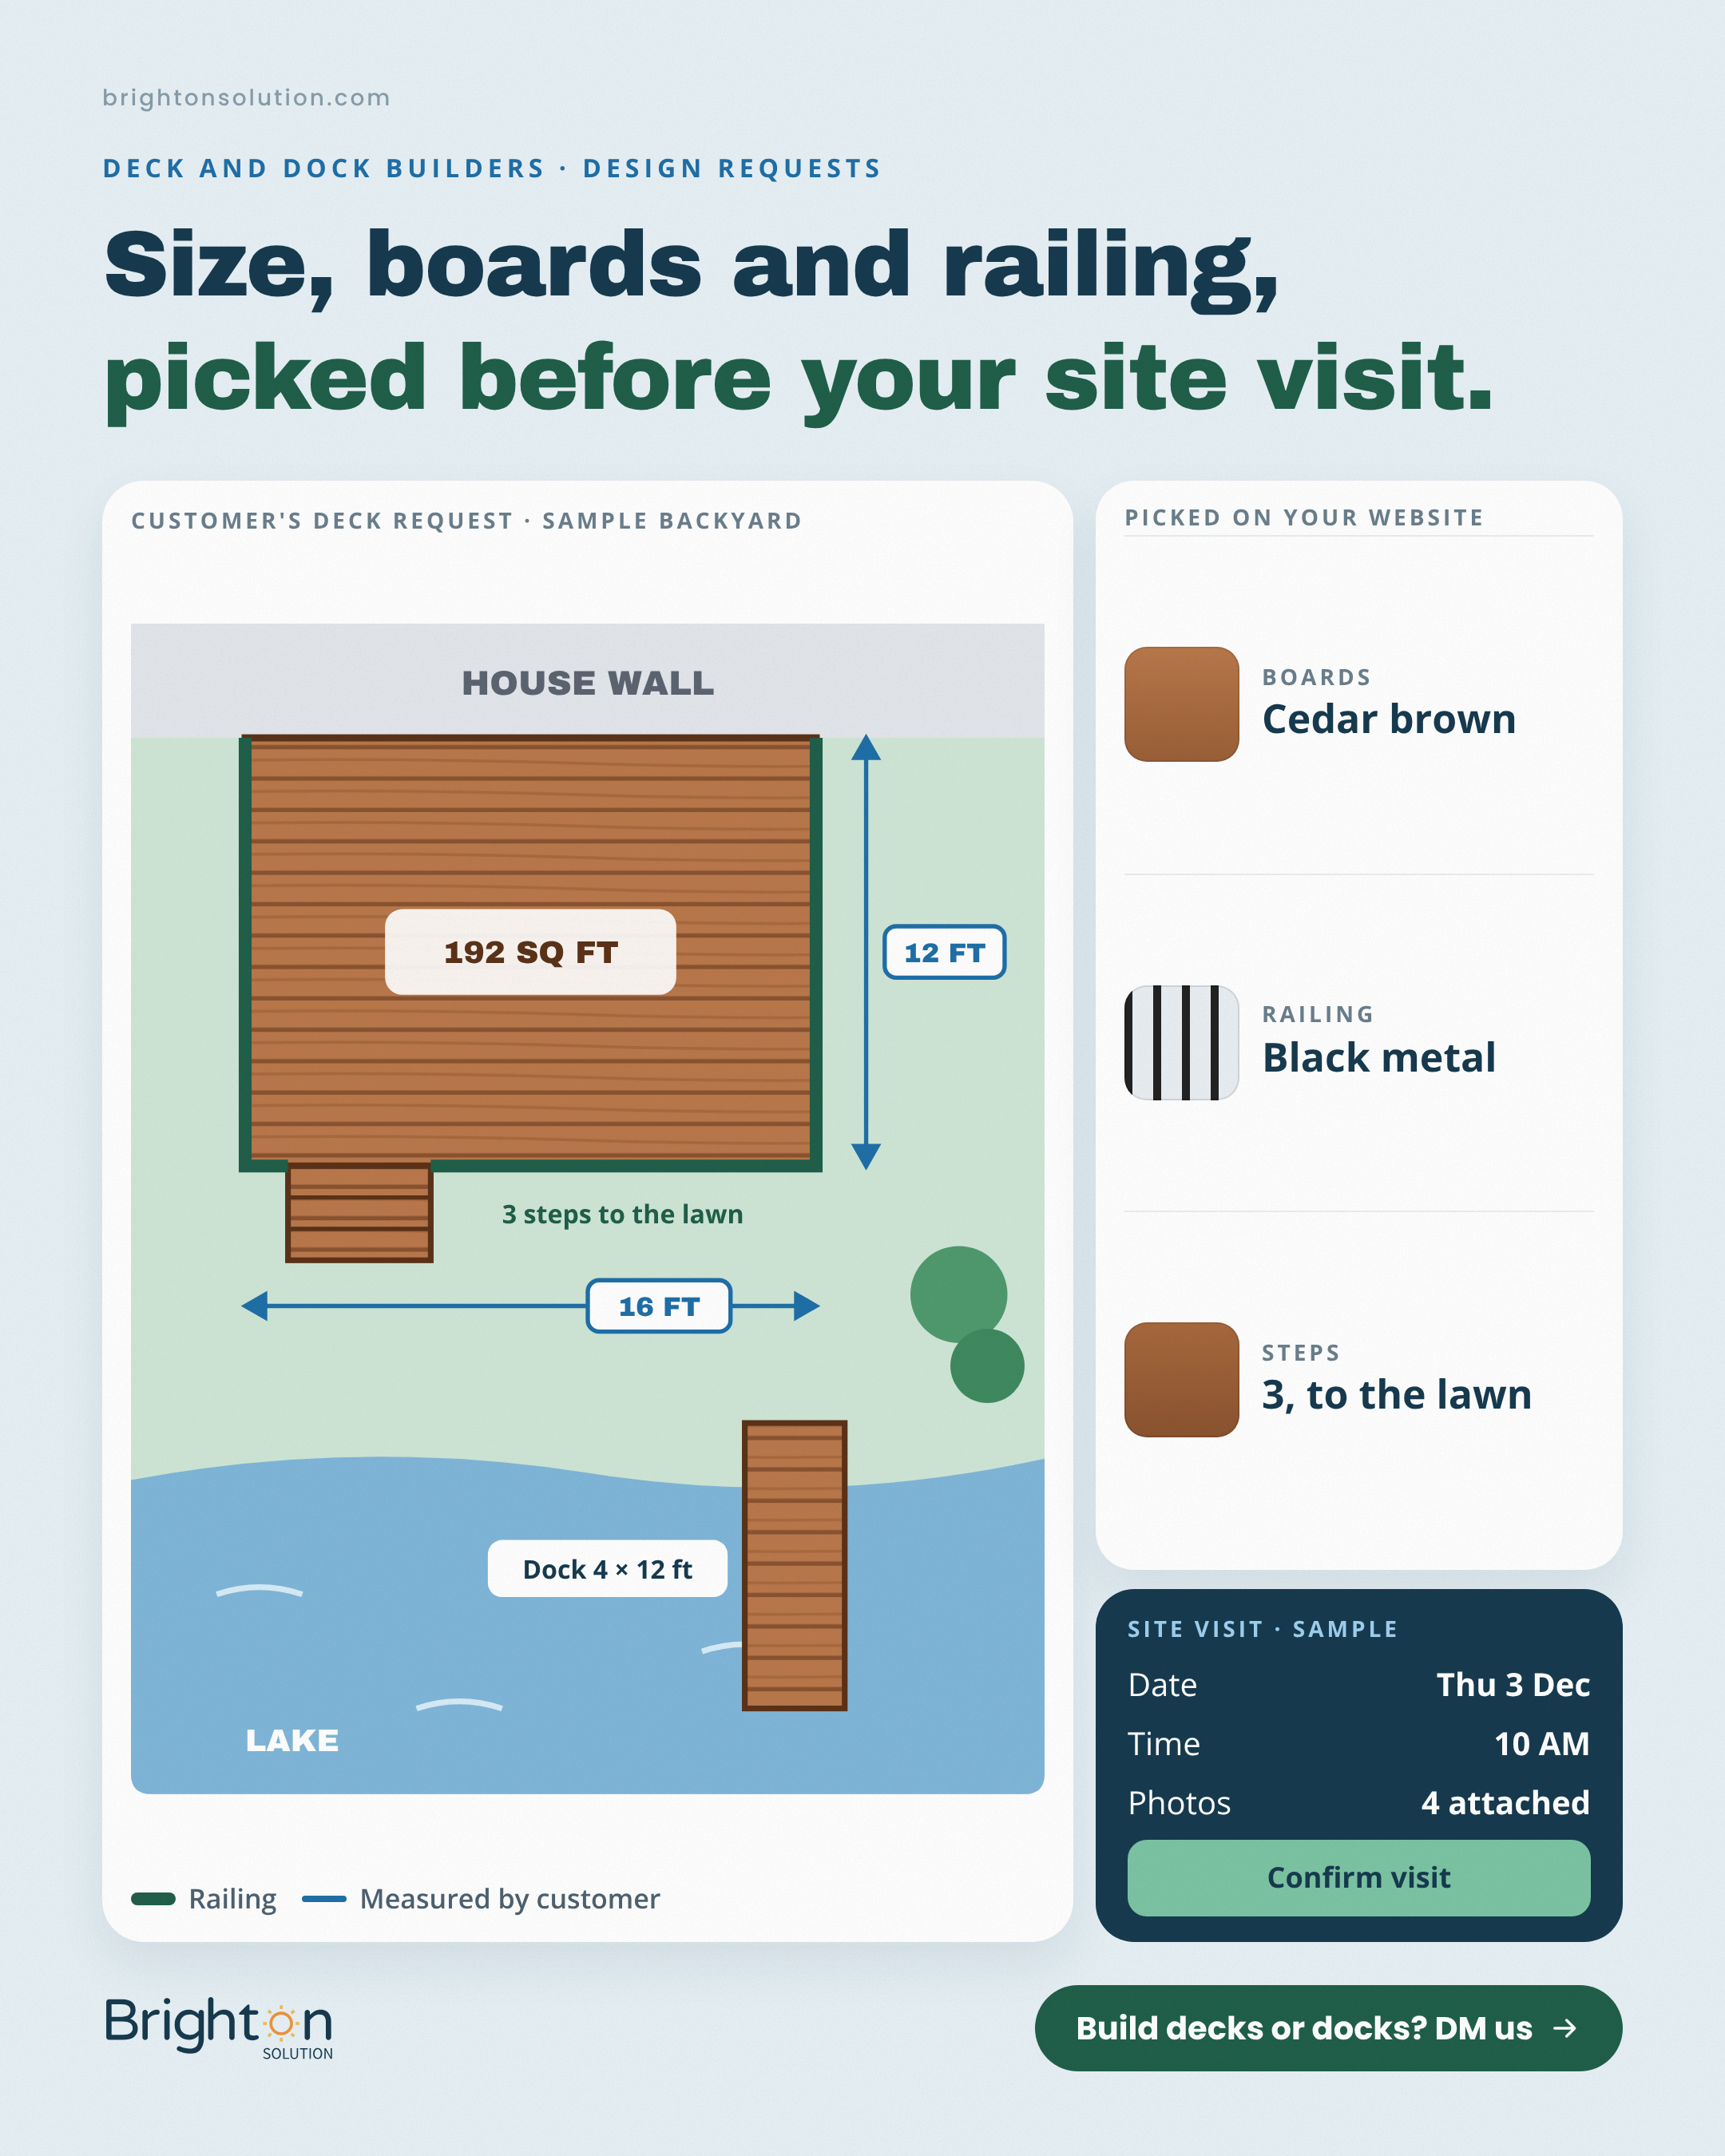 brightonsolution.com
DECK AND DOCK BUILDERS · DESIGN REQUESTS
Size, boards and railing,
picked before your site visit.
CUSTOMER'S DECK REQUEST · SAMPLE BACKYARD
HOUSE WALL
192 SQ FT
12 FT
3 steps to the lawn
16 FT
Dock 4 × 12 ft
LAKE
Railing
Measured by customer
PICKED ON YOUR WEBSITE
BOARDS
Cedar brown
RAILING
Black metal
STEPS
3, to the lawn
SITE VISIT · SAMPLE
Date Thu 3 Dec
Time 10 AM
Photos 4 attached
Confirm visit
Brighton
SOLUTION
Build decks or docks? DM us →